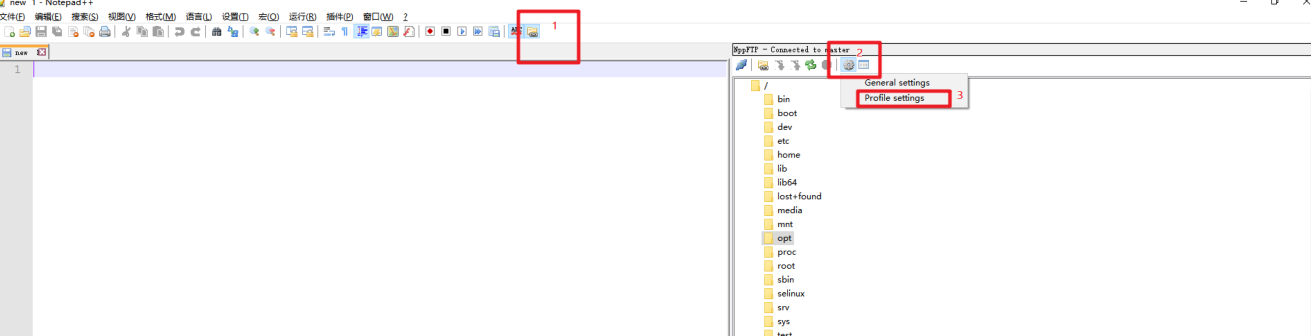 new 1 - Notepad++
文件(F) 编辑(E) 搜索(S) 视图(V) 格式(M) 语言(L) 设置(T) 宏(O) 运行(R) 插件(P) 窗口(W) ?
1
new
NppFTP - Connected to master
2
1
General settings
Profile settings 3
/
bin
boot
dev
etc
home
lib
lib64
lost+found
media
mnt
opt
proc
root
sbin
selinux
srv
sys
test